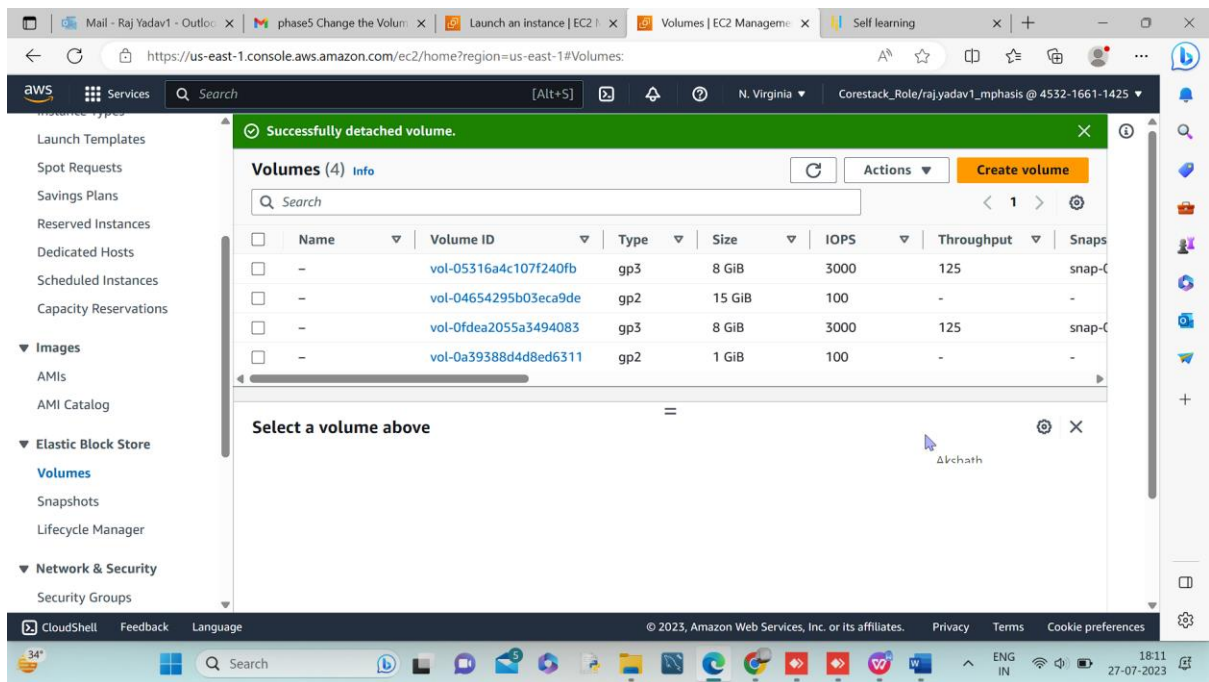 Mail - Raj Yadav1 - Outloo
phase5 Change the Volum
Launch an instance | EC2 M
Volumes | EC2 Manageme
Self learning
https://us-east-1.console.aws.amazon.com/ec2/home?region=us-east-1#Volumes:
aws
Services
Search
[Alt+S]
N. Virginia
Corestack_Role/raj.yadav1_mphasis @ 4532-1661-1425
Instance Types
Launch Templates
Spot Requests
Savings Plans
Reserved Instances
Dedicated Hosts
Scheduled Instances
Capacity Reservations
Images
AMIs
AMI Catalog
Elastic Block Store
Volumes
Snapshots
Lifecycle Manager
Network & Security
Security Groups
Successfully detached volume.
Volumes (4) Info
Actions
Create volume
Search
1
Name Volume ID Type Size IOPS Throughput Snaps
– vol-05316a4c107f240fb gp3 8 GiB 3000 125 snap-0
– vol-04654295b03eca9de gp2 15 GiB 100 - -
– vol-0fdea2055a3494083 gp3 8 GiB 3000 125 snap-0
– vol-0a39388d4d8ed6311 gp2 1 GiB 100 - -
Select a volume above
Akshath
CloudShell Feedback Language
© 2023, Amazon Web Services, Inc. or its affiliates. Privacy Terms Cookie preferences
34°
Search
5
ENG
IN
18:11
27-07-2023